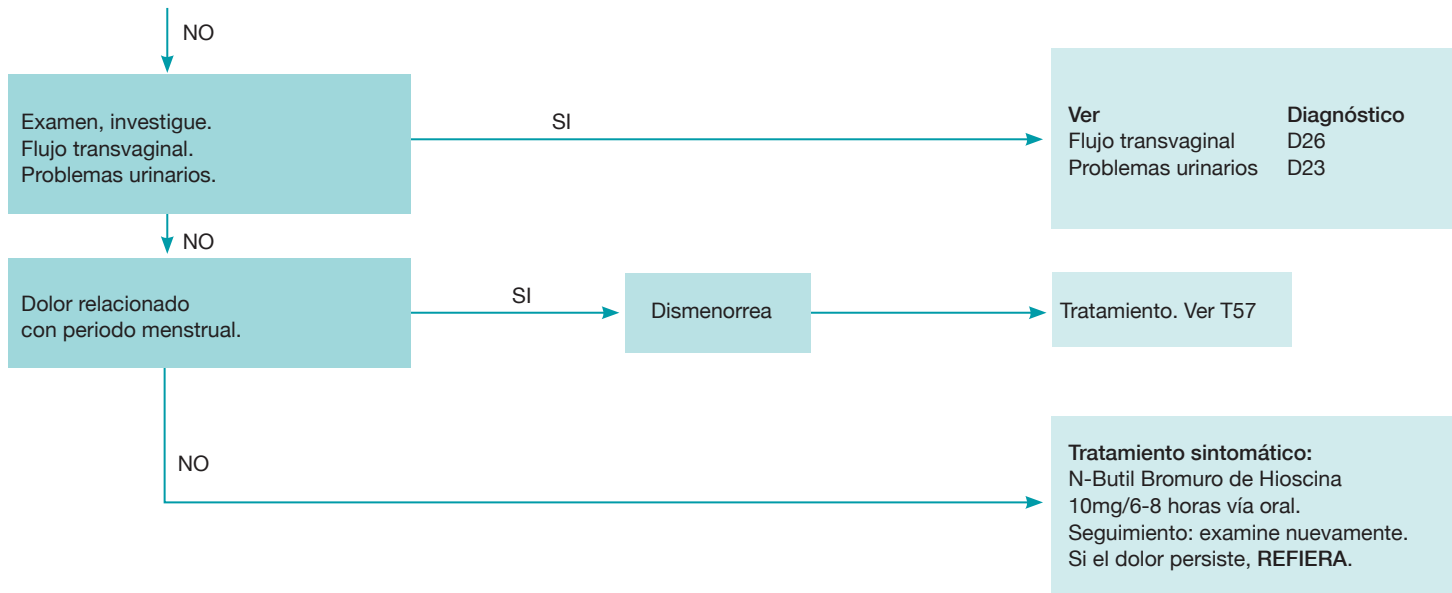 NO
Examen, investigue.
Flujo transvaginal.
Problemas urinarios.
SI
Ver Diagnóstico
Flujo transvaginal D26
Problemas urinarios D23
NO
Dolor relacionado
con periodo menstrual.
SI
Dismenorrea
Tratamiento. Ver T57
NO
Tratamiento sintomático:
N-Butil Bromuro de Hioscina
10mg/6-8 horas vía oral.
Seguimiento: examine nuevamente.
Si el dolor persiste, REFIERA.